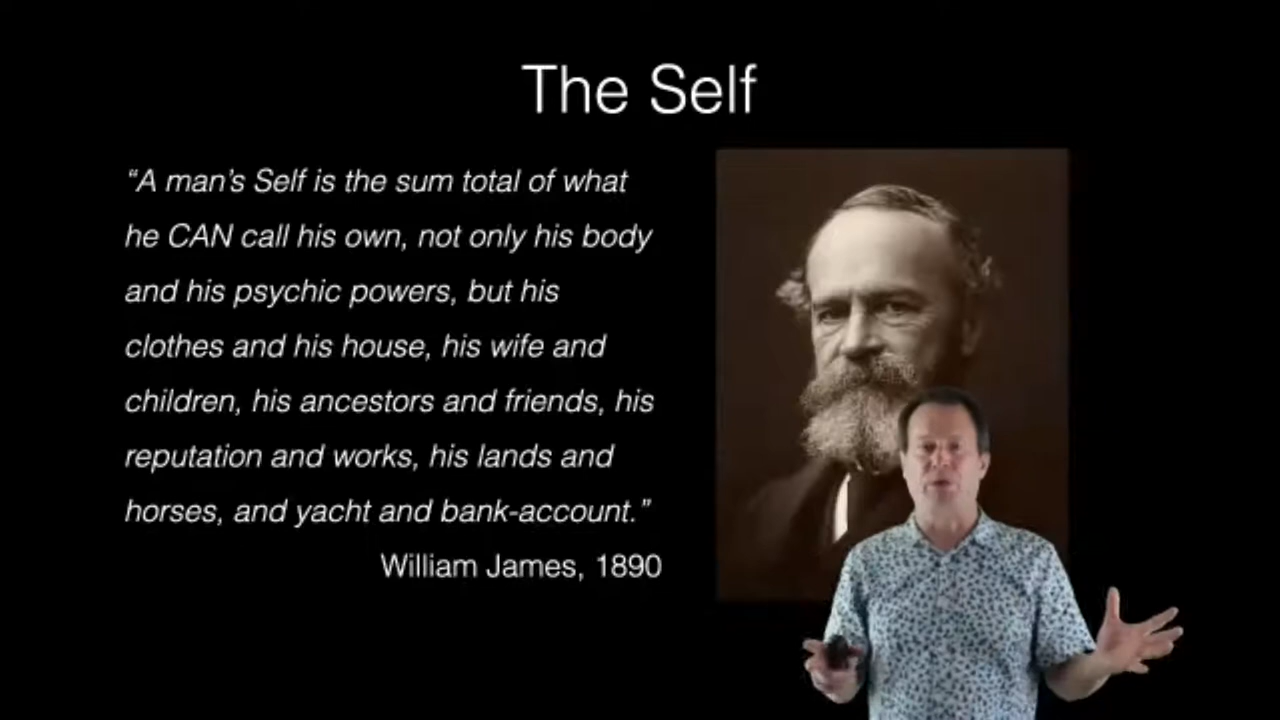 The Self
“A man’s Self is the sum total of what
he CAN call his own, not only his body
and his psychic powers, but his
clothes and his house, his wife and
children, his ancestors and friends, his
reputation and works, his lands and
horses, and yacht and bank-account.”
William James, 1890